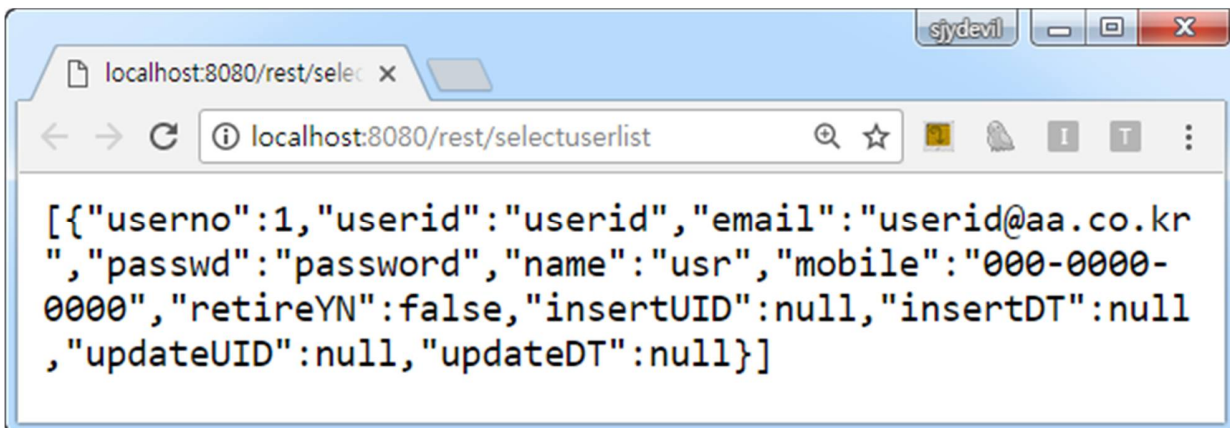 sjydevil
localhost:8080/rest/selec
localhost:8080/rest/selectuserlist
I T
[{"userno":1,"userid":"userid","email":"userid@aa.co.kr
","passwd":"password","name":"usr","mobile":"000-0000-
0000","retireYN":false,"insertUID":null,"insertDT":null
,"updateUID":null,"updateDT":null}]